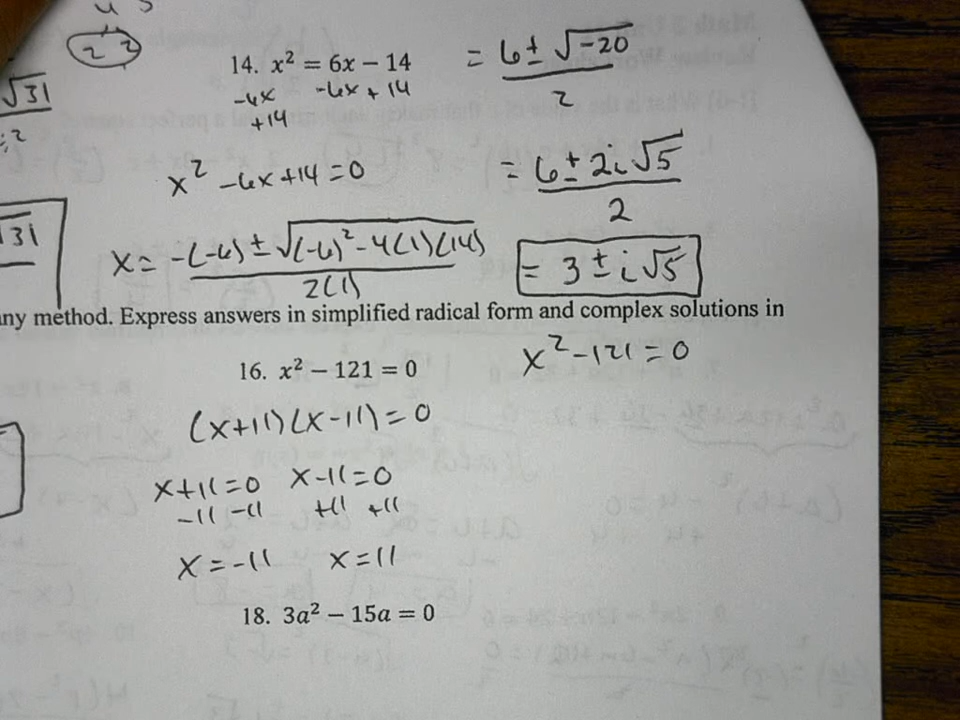 √31
2
14. x² = 6x − 14
-6x -6x + 14
+14
x² -6x+14=0
x= -(-6) ± √(-6)² - 4(1)(14)
2(1)
= 6 ± √-20
2
= 6 ± 2i√5
2
= 3 ± i√5
√31
any method. Express answers in simplified radical form and complex solutions in
16. x² − 121 = 0
x² -121 = 0
(x+11)(x-11) = 0
x+11=0 x-11=0
-11 -11 +11 +11
x = -11 x = 11
18. 3a² − 15a = 0